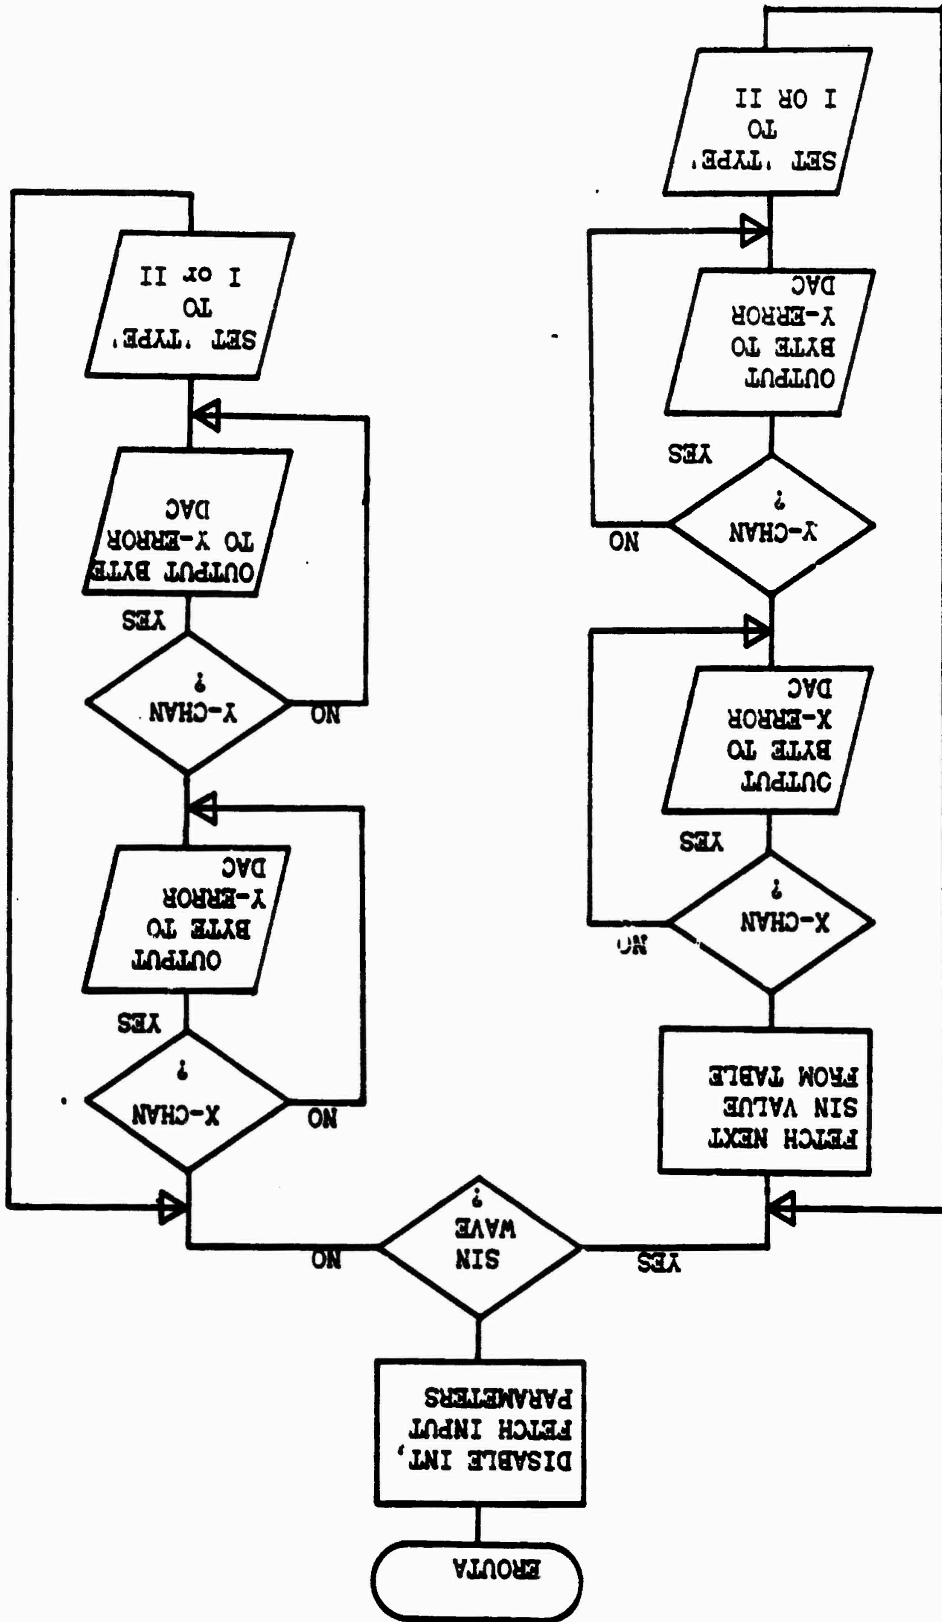 EROUTA
DISABLE INT,
FETCH INPUT
PARAMETERS
SIN
WAVE
?
YES
NO
FETCH NEXT
SIN VALUE
FROM TABLE
X-CHAN
?
NO
YES
OUTPUT
BYTE TO
X-ERROR
DAC
Y-CHAN
?
NO
YES
OUTPUT
BYTE TO
Y-ERROR
DAC
SET 'TYPE'
TO
I OR II
X-CHAN
?
NO
YES
OUTPUT
BYTE TO
Y-ERROR
DAC
Y-CHAN
?
NO
YES
OUTPUT BYTE
TO Y-ERROR
DAC
SET 'TYPE'
TO
I or II